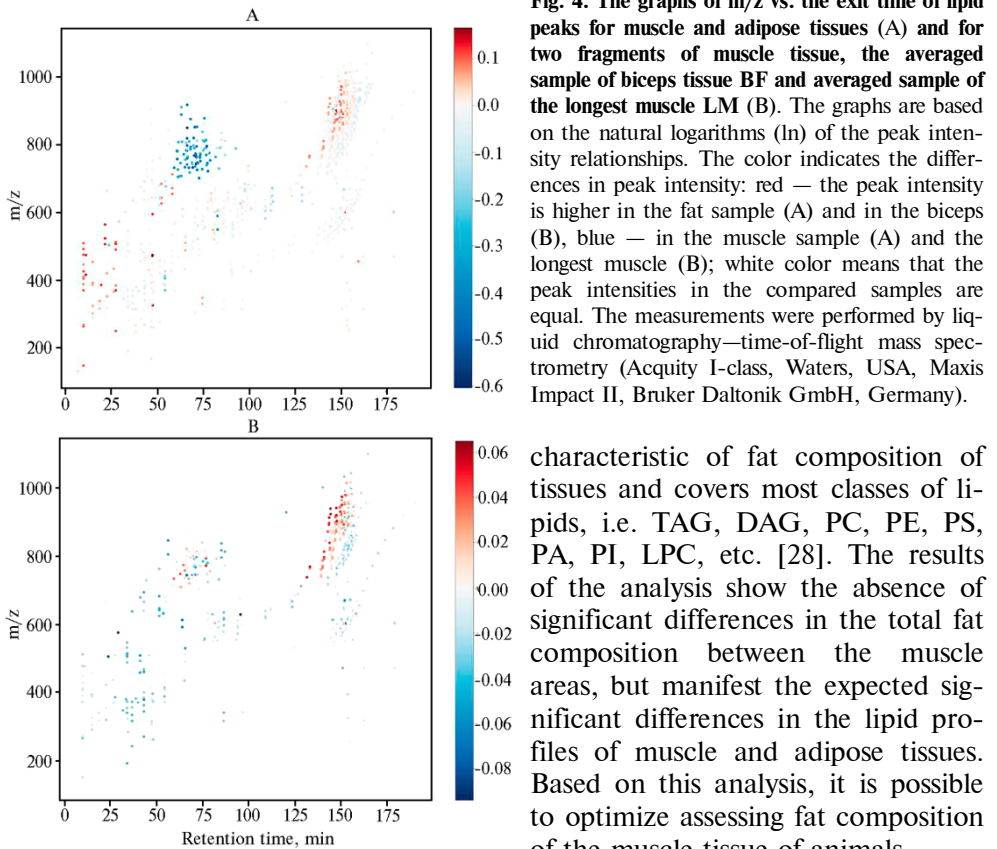 A
1000
800
600
400
200
m/z
0 25 50 75 100 125 150 175
0.1
0.0
-0.1
-0.2
-0.3
-0.4
-0.5
-0.6
B
1000
800
600
400
200
m/z
0 25 50 75 100 125 150 175
Retention time, min
0.06
0.04
0.02
0.00
-0.02
-0.04
-0.06
-0.08
Fig. 4. The graphs of m/z vs. the exit time of lipid
peaks for muscle and adipose tissues (A) and for
two fragments of muscle tissue, the averaged
sample of biceps tissue BF and averaged sample of
the longest muscle LM (B). The graphs are based
on the natural logarithms (ln) of the peak inten-
sity relationships. The color indicates the differ-
ences in peak intensity: red — the peak intensity
is higher in the fat sample (A) and in the biceps
(B), blue — in the muscle sample (A) and the
longest muscle (B); white color means that the
peak intensities in the compared samples are
equal. The measurements were performed by liq-
uid chromatography—time-of-flight mass spec-
trometry (Acquity I-class, Waters, USA, Maxis
Impact II, Bruker Daltonik GmbH, Germany).
characteristic of fat composition of
tissues and covers most classes of li-
pids, i.e. TAG, DAG, PC, PE, PS,
PA, PI, LPC, etc. [28]. The results
of the analysis show the absence of
significant differences in the total fat
composition between the muscle
areas, but manifest the expected sig-
nificant differences in the lipid pro-
files of muscle and adipose tissues.
Based on this analysis, it is possible
to optimize assessing fat composition
of the muscle tissue of animals